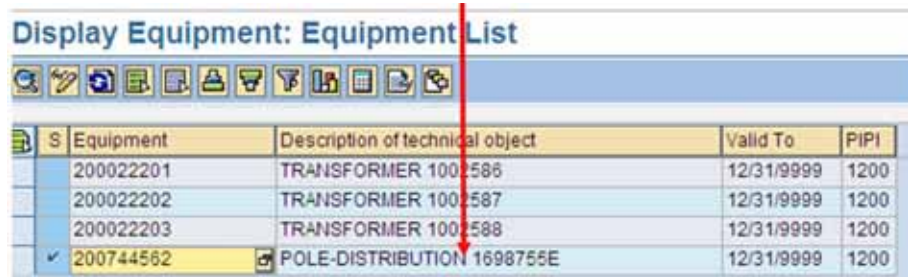 Display Equipment: Equipment List
S Equipment Description of technical object Valid To PlPl
200022201 TRANSFORMER 1002586 12/31/9999 1200
200022202 TRANSFORMER 1002587 12/31/9999 1200
200022203 TRANSFORMER 1002588 12/31/9999 1200
200744562 POLE-DISTRIBUTION 1698755E 12/31/9999 1200